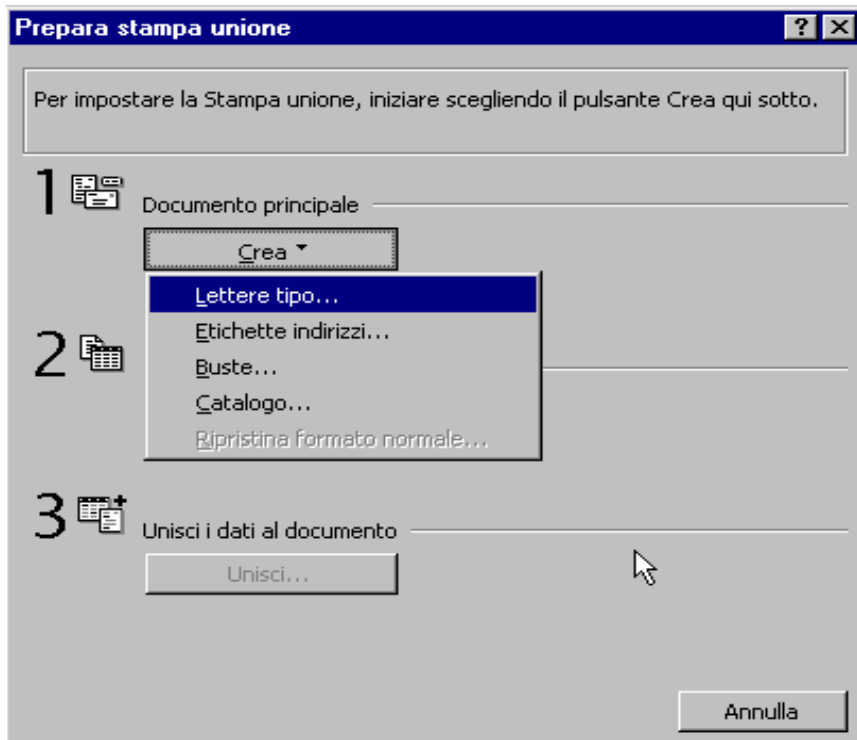 Prepara stampa unione
Per impostare la Stampa unione, iniziare scegliendo il pulsante Crea qui sotto.
1
Documento principale
Crea
Lettere tipo...
Etichette indirizzi...
Buste...
Catalogo...
Ripristina formato normale...
2
3
Unisci i dati al documento
Unisci...
Annulla